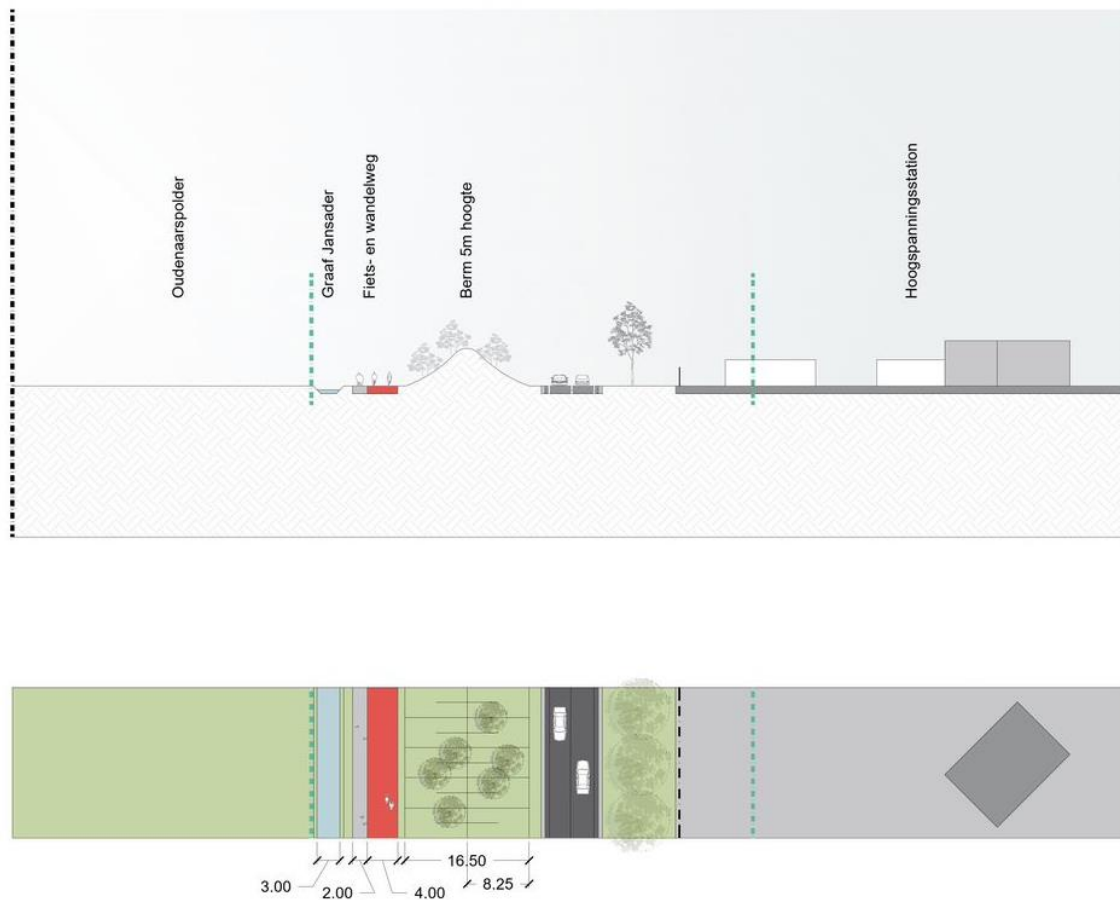 Oudenaarspolder
Graaf Jansader
Fiets- en wandelweg
Berm 5m hoogte
Hoogspanningsstation
3.00
2.00
4.00
16.50
8.25